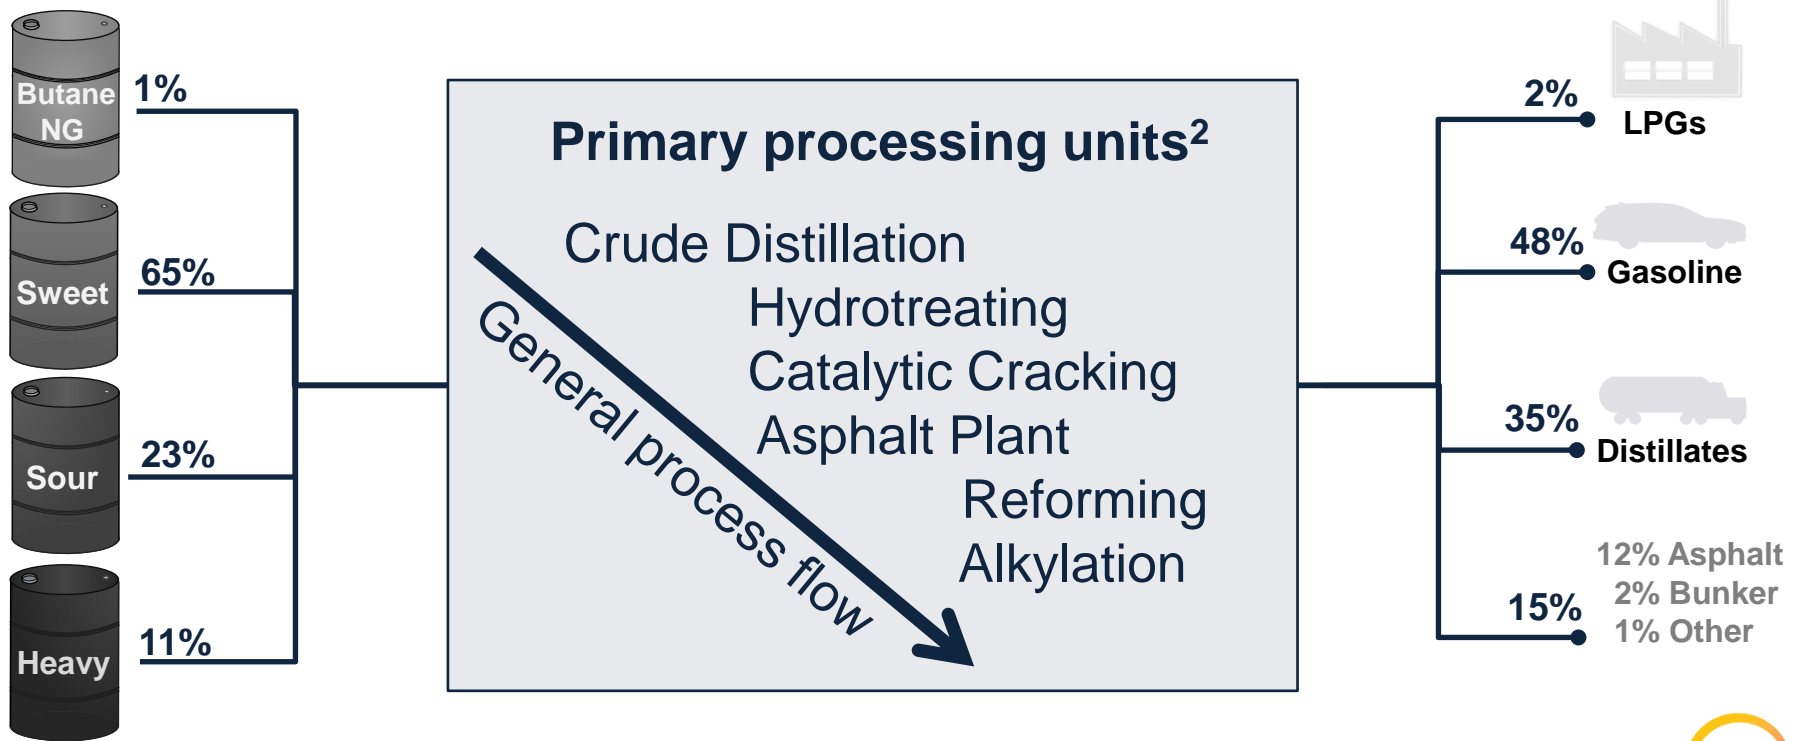 Butane
NG
1%
Sweet
65%
Sour
23%
Heavy
11%
Primary processing units²
Crude Distillation
Hydrotreating
Catalytic Cracking
Asphalt Plant
Reforming
Alkylation
General process flow
2%
LPGs
48%
Gasoline
35%
Distillates
15%
12% Asphalt
2% Bunker
1% Other